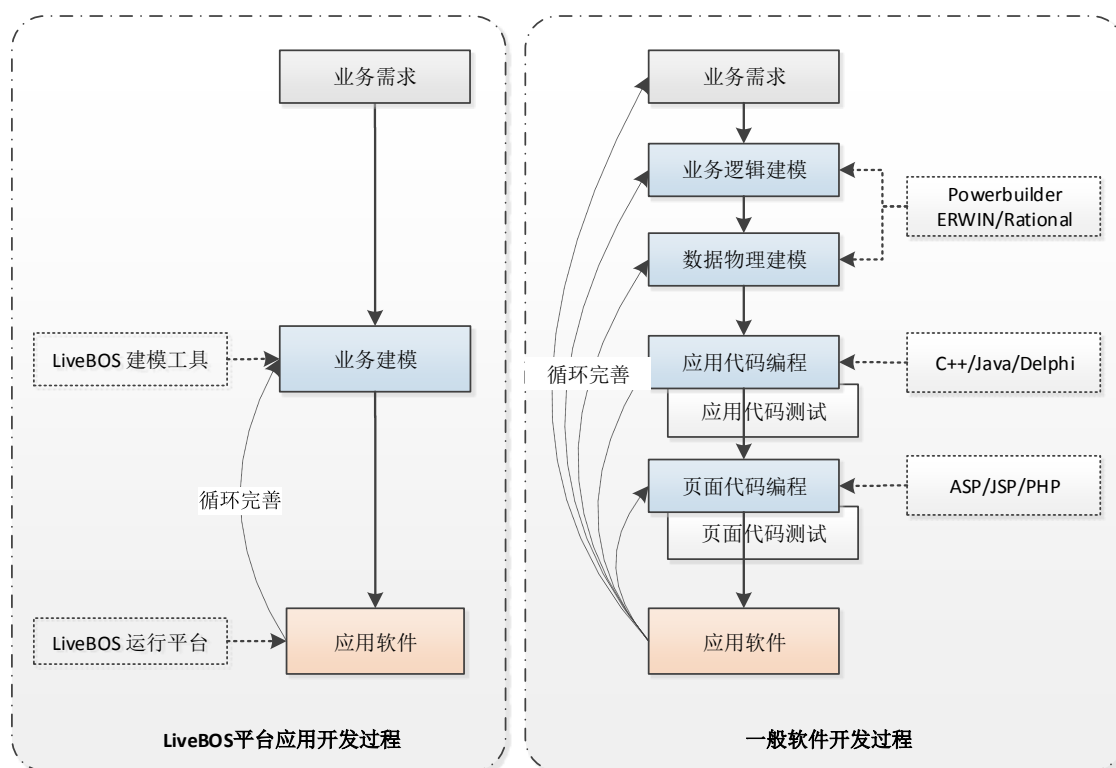 业务需求
LiveBOS 建模工具
业务建模
循环完善
LiveBOS 运行平台
应用软件
LiveBOS平台应用开发过程
业务需求
业务逻辑建模
Powerbuilder
ERWIN/Rational
数据物理建模
循环完善
应用代码编程
C++/Java/Delphi
应用代码测试
页面代码编程
ASP/JSP/PHP
页面代码测试
应用软件
一般软件开发过程